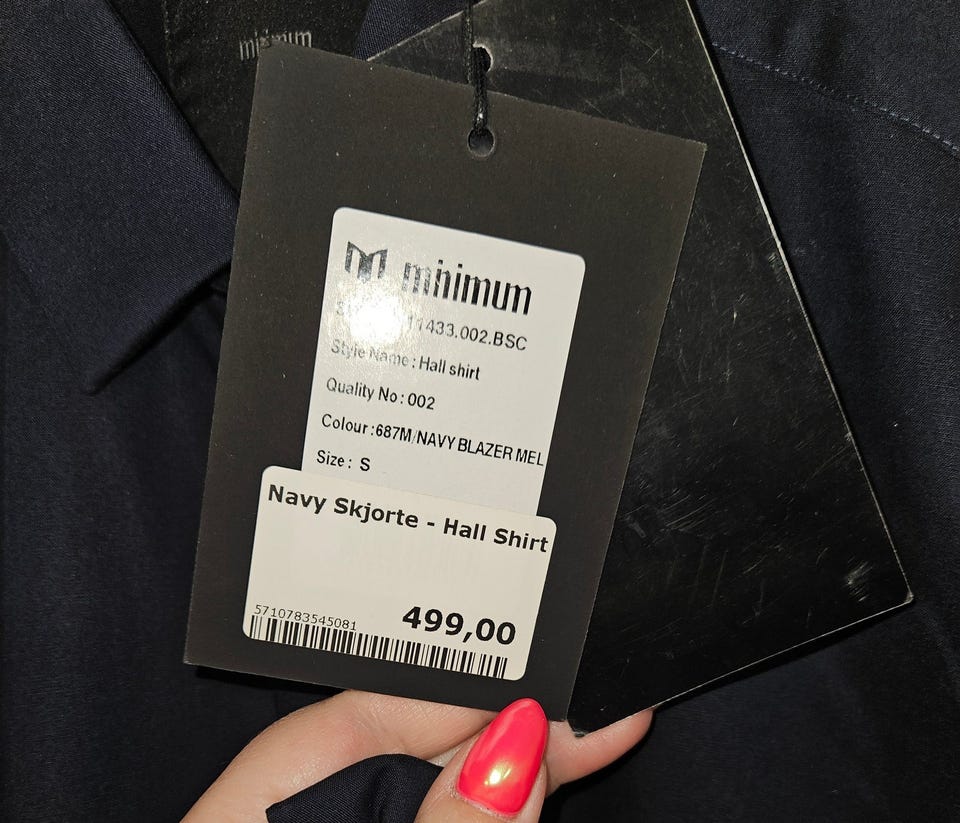 minimum
minimum
11433.002.BSC
Style Name : Hall shirt
Quality No : 002
Colour : 687M/NAVY BLAZER MEL
Size : S
Navy Skjorte - Hall Shirt
5710783545081
499,00